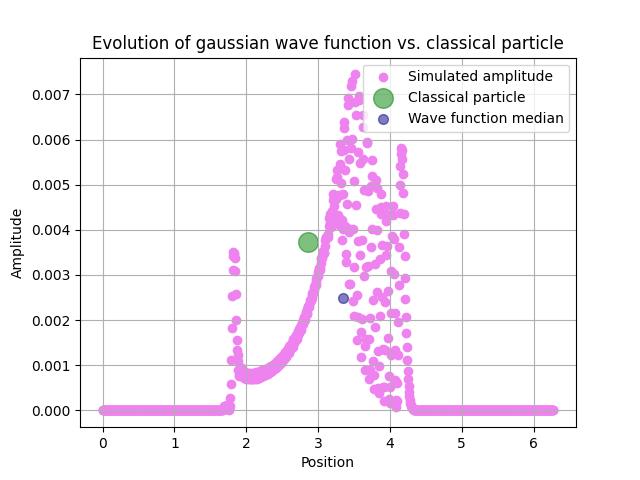 Evolution of gaussian wave function vs. classical particle
Simulated amplitude
Classical particle
Wave function median
Amplitude
0.007
0.006
0.005
0.004
0.003
0.002
0.001
0.000
0 1 2 3 4 5 6
Position